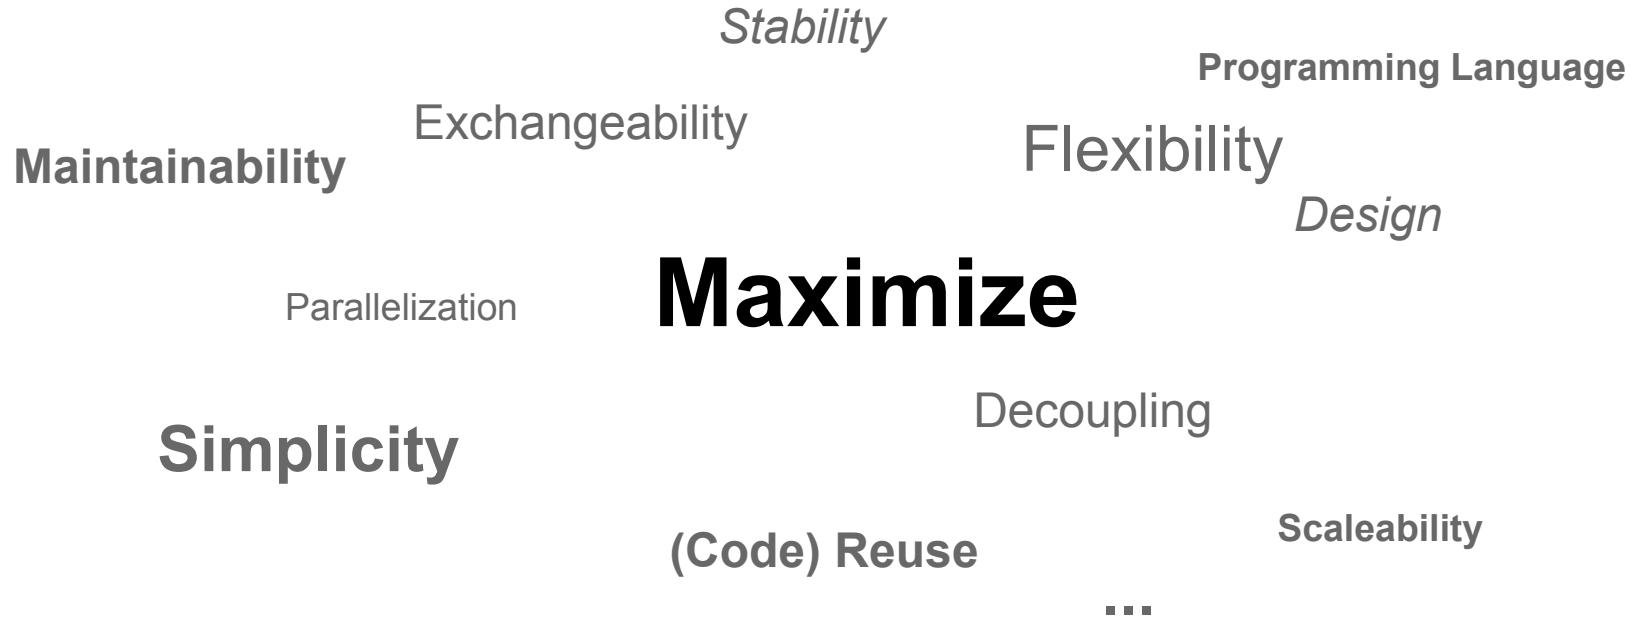 Stability
Programming Language
Exchangeability
Flexibility
Maintainability
Design
Maximize
Parallelization
Decoupling
Simplicity
Scaleability
(Code) Reuse
...